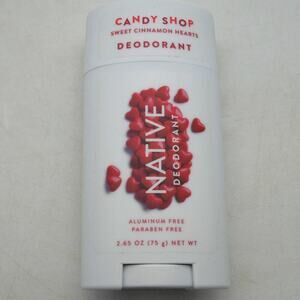 CANDY SHOP
SWEET CINNAMON HEARTS
DEODORANT
NATIVE
DEODORANT
ALUMINUM FREE
PARABEN FREE
2.65 OZ (75 g) NET WT